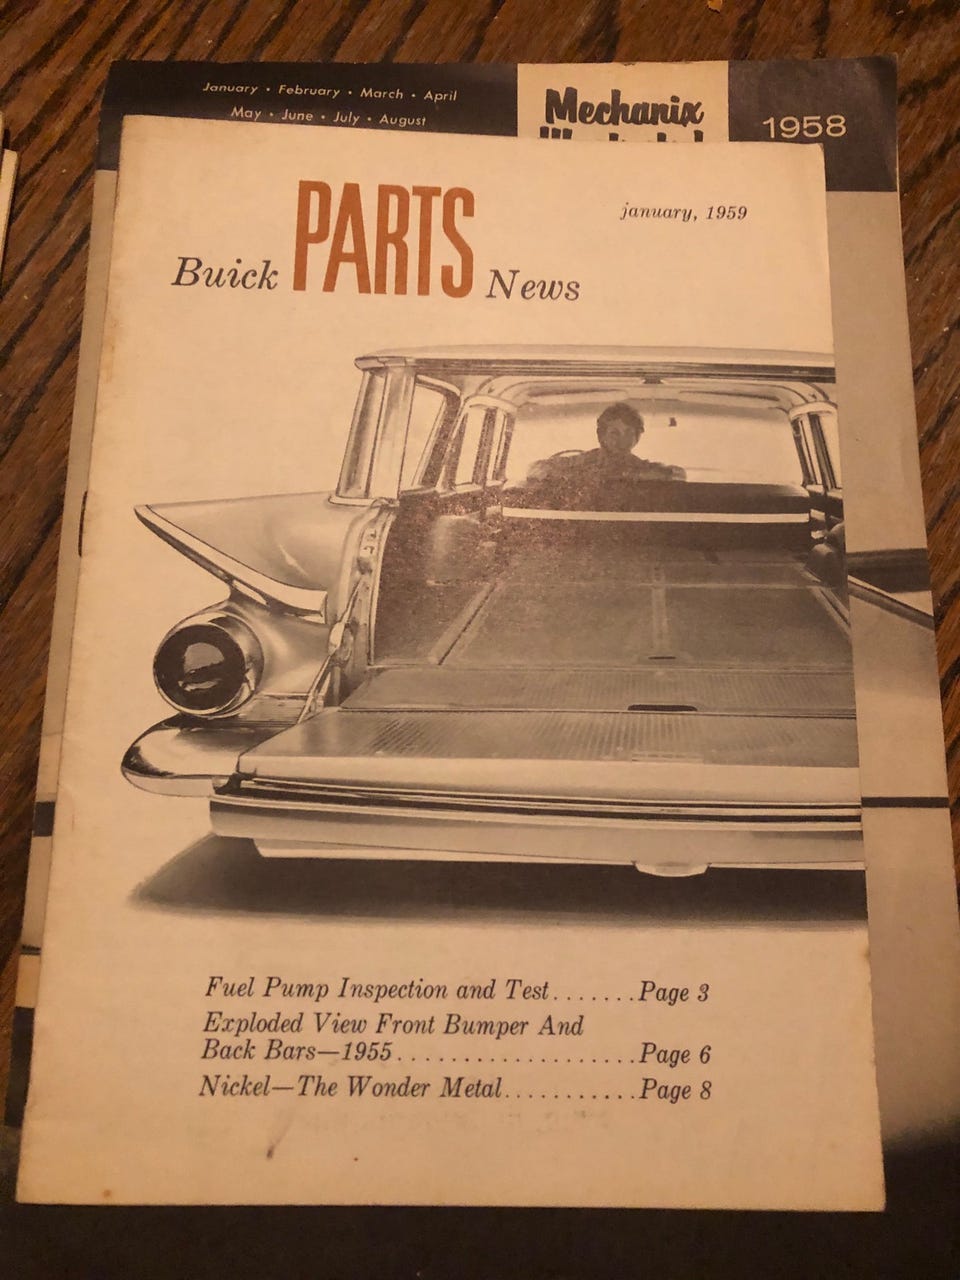 January • February • March • April
May • June • July • August
Mechanix
1958
january, 1959
Buick PARTS News
Fuel Pump Inspection and Test.......Page 3
Exploded View Front Bumper And
Back Bars—1955...................Page 6
Nickel—The Wonder Metal...........Page 8